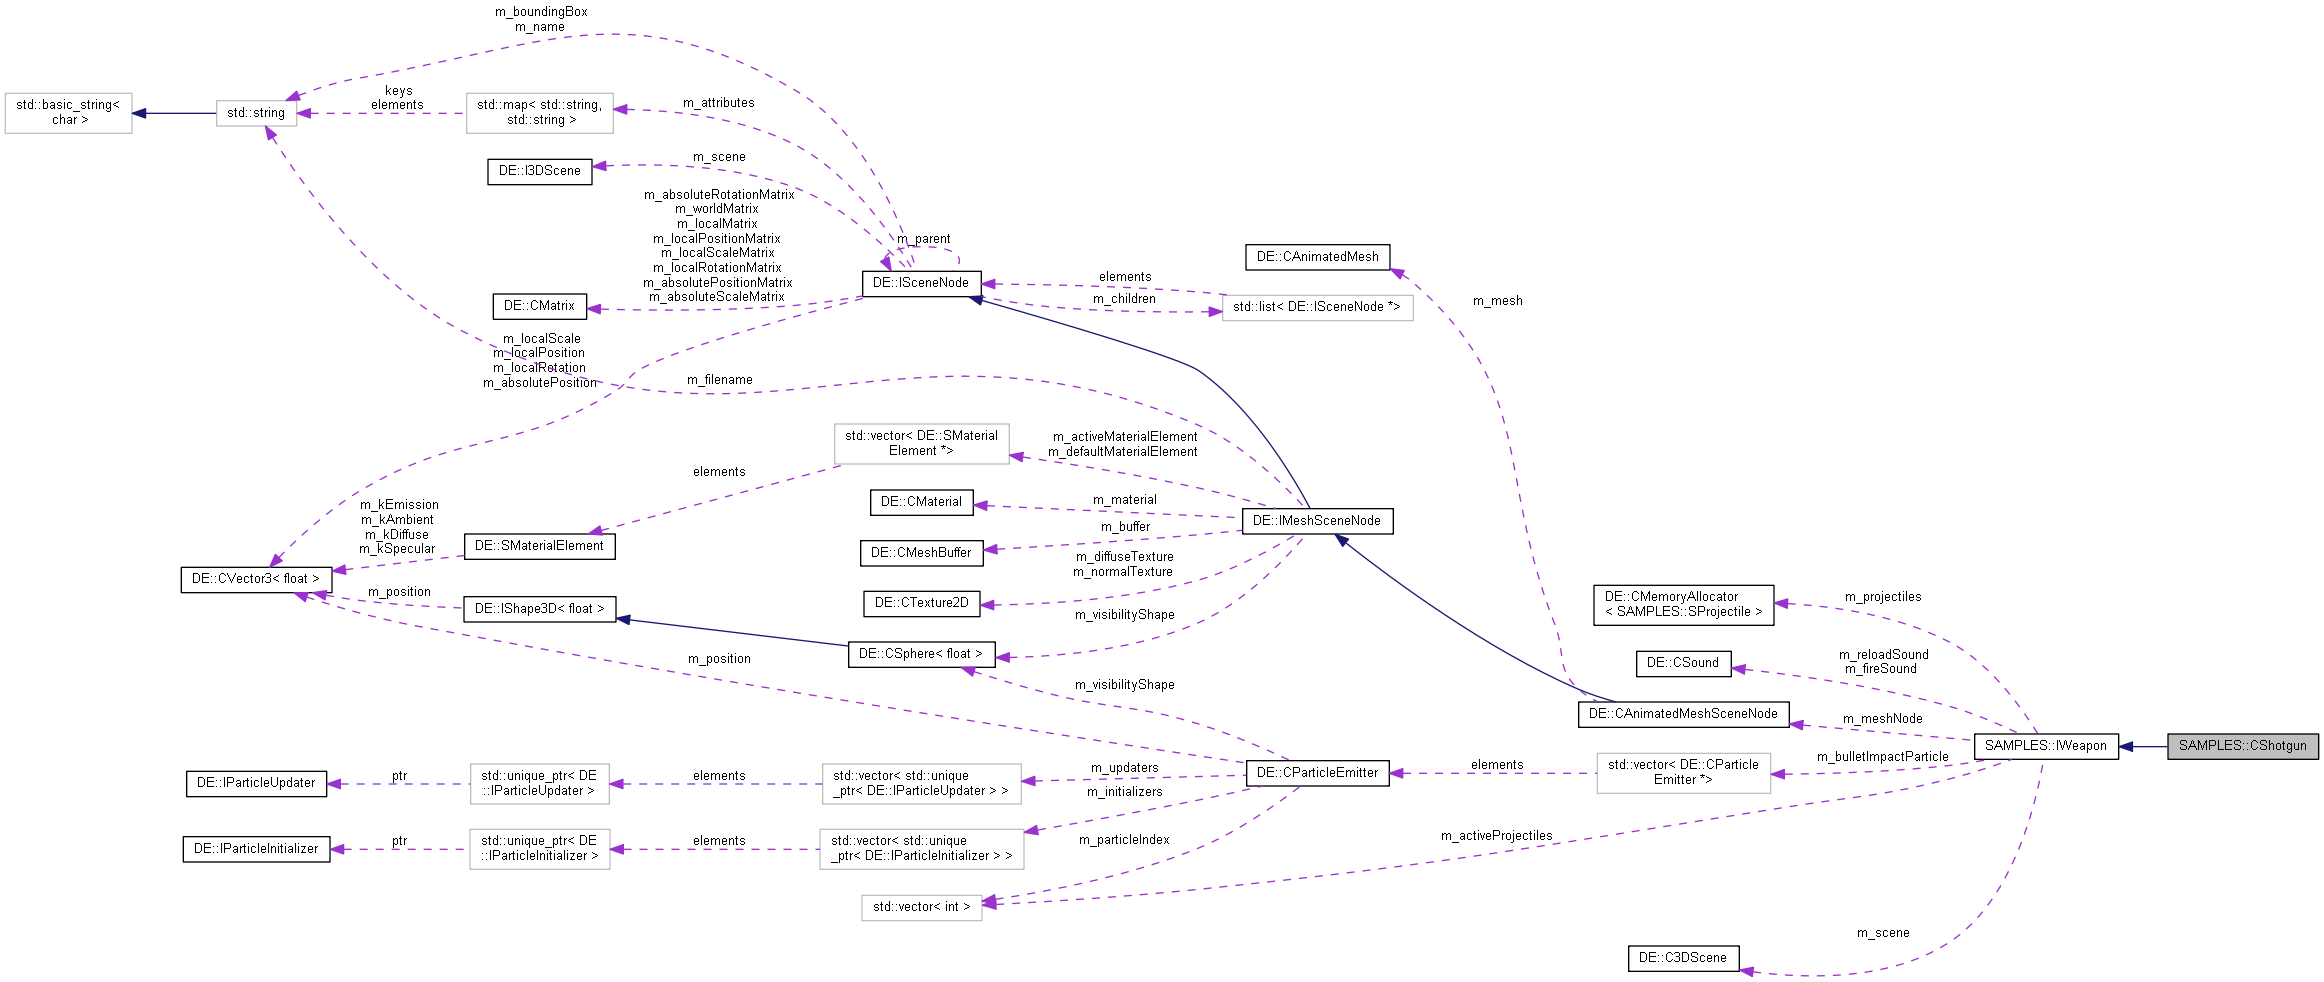 m_boundingBox
m_name
std::basic_string<
char >
std::string
keys
elements
std::map< std::string,
std::string >
m_attributes
DE::I3DScene
m_scene
m_absoluteRotationMatrix
m_worldMatrix
m_localMatrix
m_localPositionMatrix
m_localScaleMatrix
m_localRotationMatrix
m_absolutePositionMatrix
m_absoluteScaleMatrix
DE::CMatrix
m_parent
DE::ISceneNode
elements
m_children
DE::CAnimatedMesh
std::list< DE::ISceneNode *>
m_mesh
m_localScale
m_localPosition
m_localRotation
m_absolutePosition
m_filename
std::vector< DE::SMaterial
Element *>
m_activeMaterialElement
m_defaultMaterialElement
elements
DE::CMaterial
m_material
DE::IMeshSceneNode
m_kEmission
m_kAmbient
m_kDiffuse
m_kSpecular
DE::SMaterialElement
DE::CMeshBuffer
m_buffer
m_diffuseTexture
m_normalTexture
DE::CVector3< float >
m_position
DE::IShape3D< float >
DE::CTexture2D
m_visibilityShape
DE::CMemoryAllocator
< SAMPLES::SProjectile >
m_projectiles
DE::CSphere< float >
m_position
m_visibilityShape
DE::CSound
m_reloadSound
m_fireSound
DE::CAnimatedMeshSceneNode
m_meshNode
SAMPLES::IWeapon
SAMPLES::CShotgun
DE::IParticleUpdater
ptr
std::unique_ptr< DE
::IParticleUpdater >
elements
std::vector< std::unique
_ptr< DE::IParticleUpdater > >
m_updaters
m_initializers
DE::CParticleEmitter
elements
std::vector< DE::CParticle
Emitter *>
m_bulletImpactParticle
DE::IParticleInitializer
ptr
std::unique_ptr< DE
::IParticleInitializer >
elements
std::vector< std::unique
_ptr< DE::IParticleInitializer > >
m_particleIndex
m_activeProjectiles
std::vector< int >
m_scene
DE::C3DScene